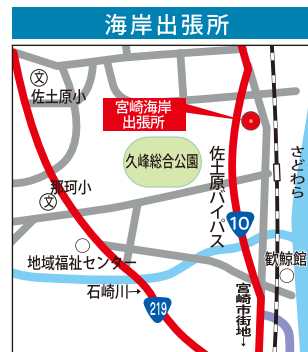 海岸出張所
文
佐土原小
宮崎海岸
出張所
久峰総合公園
佐土原バイパス
さどわら
那珂小
文
10
地域福祉センター
歓鯨館
石崎川→
219
宮崎市街地→